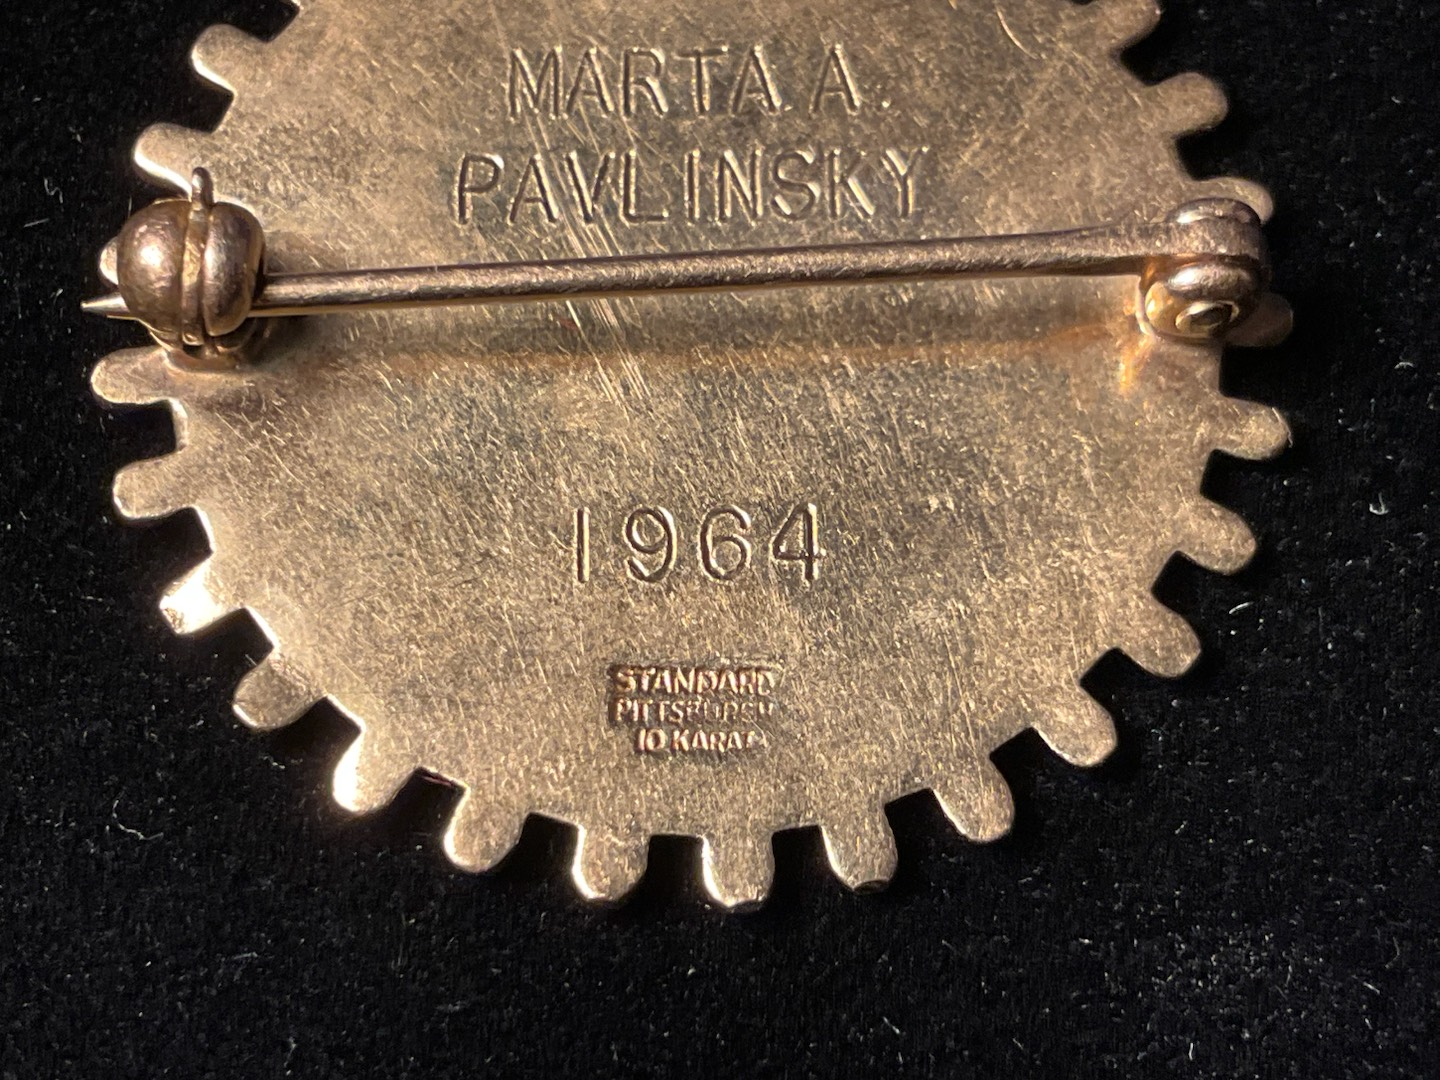 MARTA A.
PAVLINSKY
1964
STANDARD
PITTSBURGH
10 KARAT